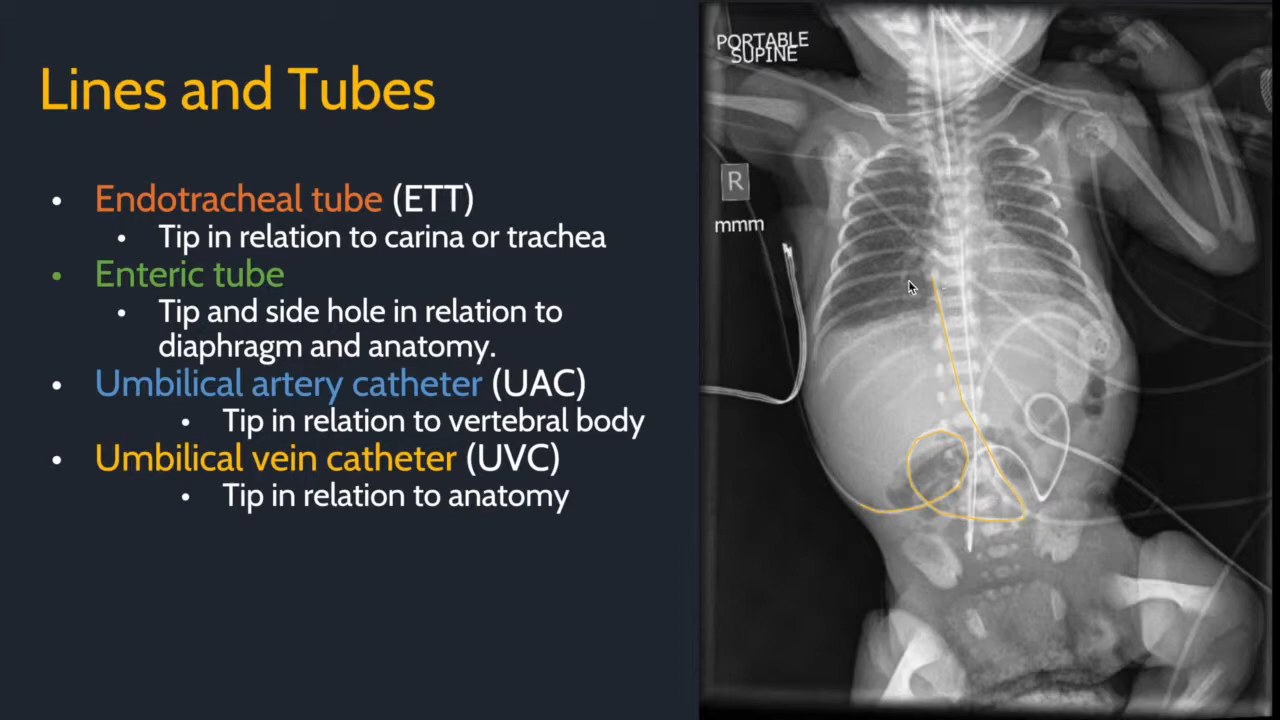 Lines and Tubes
• Endotracheal tube (ETT)
• Tip in relation to carina or trachea
• Enteric tube
• Tip and side hole in relation to
diaphragm and anatomy.
• Umbilical artery catheter (UAC)
• Tip in relation to vertebral body
• Umbilical vein catheter (UVC)
• Tip in relation to anatomy
PORTABLE
SUPINE
R
mmm